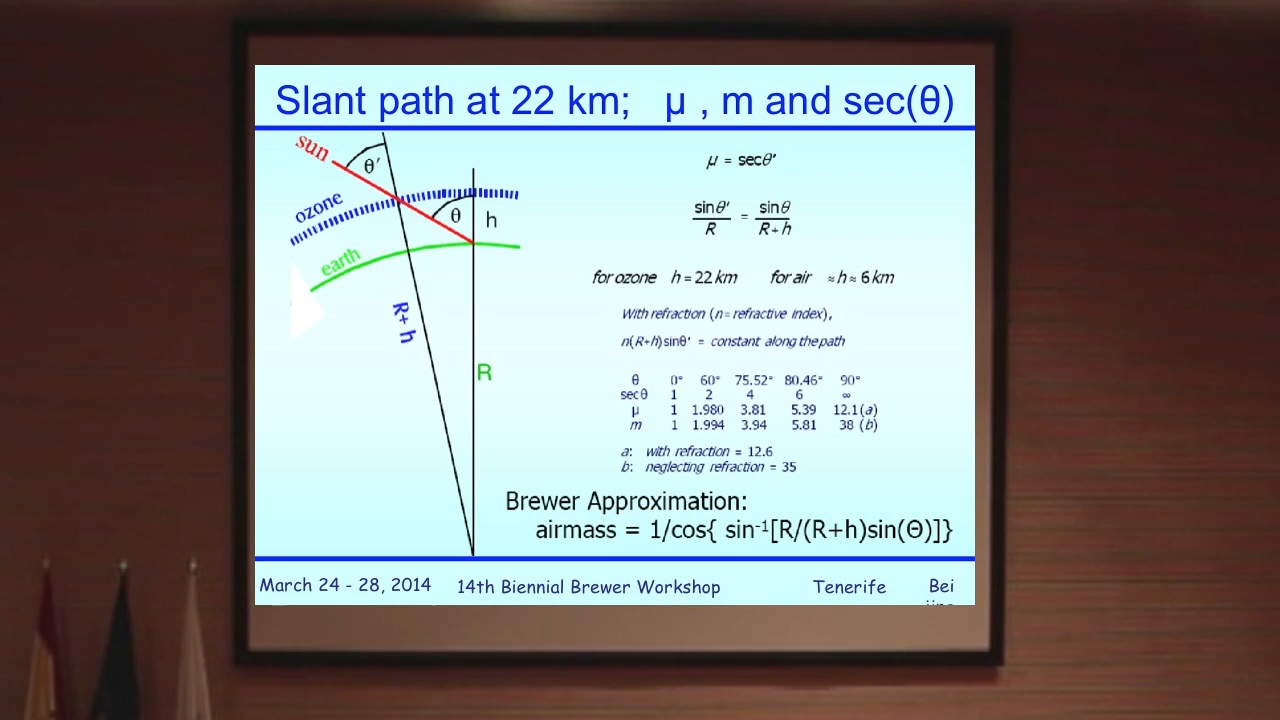 Slant path at 22 km; μ , m and sec(θ)
sun
θ′
ozone
θ
h
earth
R+ h
R
μ = secθ′
sinθ′ / R = sinθ / R+h
for ozone h = 22 km for air ≈ h ≈ 6 km
With refraction (n = refractive index),
n(R+h)sinθ′ = constant along the path
θ 0° 60° 75.52° 80.46° 90°
secθ 1 2 4 6 ∞
μ 1 1.980 3.81 5.39 12.1 (a)
m 1 1.994 3.94 5.81 38 (b)
a: with refraction = 12.6
b: neglecting refraction = 35
Brewer Approximation:
airmass = 1/cos{ sin-1[R/(R+h)sin(Θ)]}
March 24 - 28, 2014 14th Biennial Brewer Workshop Tenerife Bei